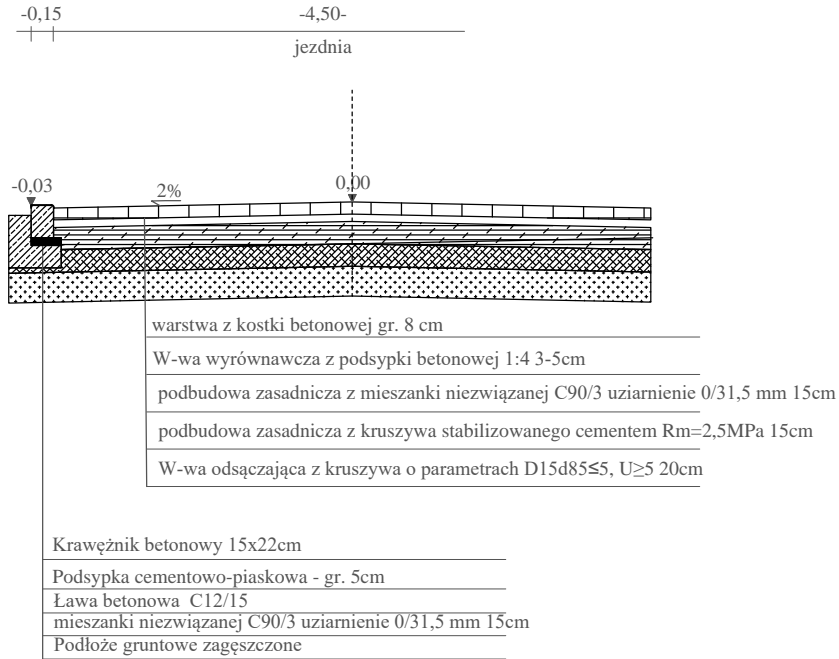 -0,15 -4,50-
jezdnia
-0,03 2% 0,00
warstwa z kostki betonowej gr. 8 cm
W-wa wyrównawcza z podsypki betonowej 1:4 3-5cm
podbudowa zasadnicza z mieszanki niezwiązanej C90/3 uziarnienie 0/31,5 mm 15cm
podbudowa zasadnicza z kruszywa stabilizowanego cementem Rm=2,5MPa 15cm
W-wa odsączająca z kruszywa o parametrach D15d85≤5, U≥5 20cm
Krawężnik betonowy 15x22cm
Podsypka cementowo-piaskowa - gr. 5cm
Ława betonowa C12/15
mieszanki niezwiązanej C90/3 uziarnienie 0/31,5 mm 15cm
Podłoże gruntowe zagęszczone